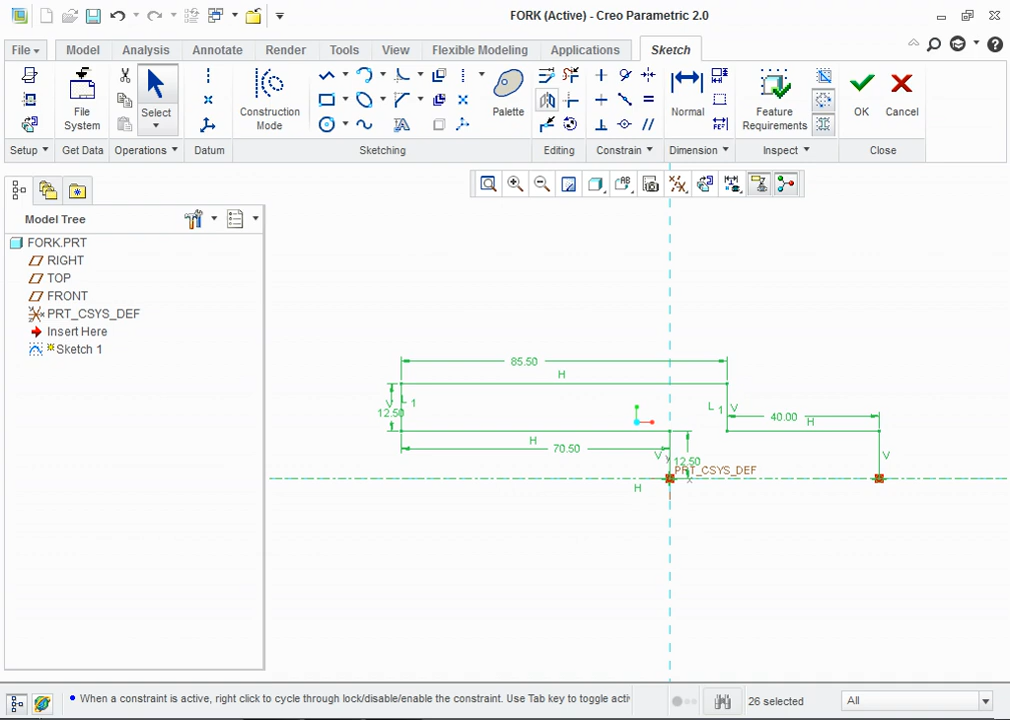 FORK (Active) - Creo Parametric 2.0
File Model Analysis Annotate Render Tools View Flexible Modeling Applications Sketch
File System
Select
Construction Mode
Palette
Normal
Feature Requirements
OK
Cancel
Setup Get Data Operations Datum Sketching Editing Constrain Dimension Inspect Close
Model Tree
FORK.PRT
RIGHT
TOP
FRONT
PRT_CSYS_DEF
Insert Here
Sketch 1
85.50
H
V
L 1
12.50
L 1 V
40.00
H
H
70.50
V
y
12.50
V
PRT_CSYS_DEF
x
H
When a constraint is active, right click to cycle through lock/disable/enable the constraint. Use Tab key to toggle activ
26 selected
All